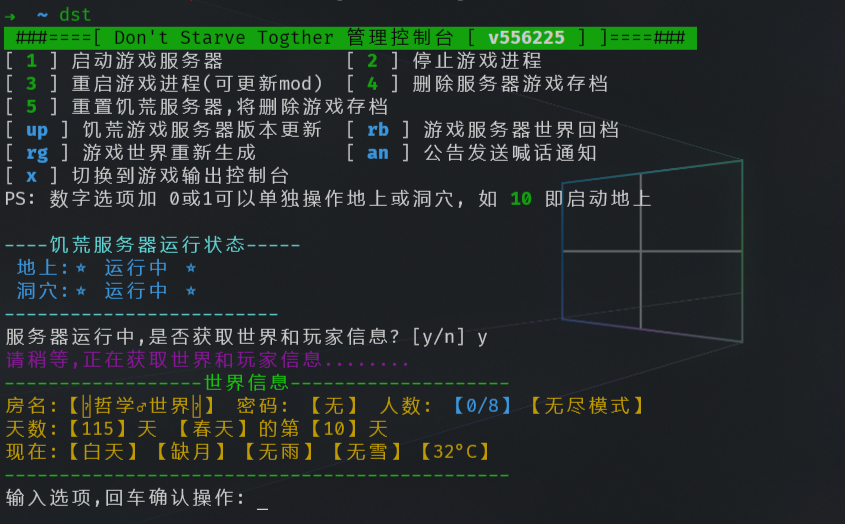 → ~ dst
###====[ Don't Starve Togther 管理控制台 [ v556225 ] ]====###
[ 1 ] 启动游戏服务器 [ 2 ] 停止游戏进程
[ 3 ] 重启游戏进程(可更新mod) [ 4 ] 删除服务器游戏存档
[ 5 ] 重置饥荒服务器,将删除游戏存档
[ up ] 饥荒游戏服务器版本更新 [ rb ] 游戏服务器世界回档
[ rg ] 游戏世界重新生成 [ an ] 公告发送喊话通知
[ x ] 切换到游戏输出控制台
PS: 数字选项加 0或1可以单独操作地上或洞穴, 如 10 即启动地上
----饥荒服务器运行状态-----
地上:☆ 运行中 ☆
洞穴:☆ 运行中 ☆
-------------------------
服务器运行中,是否获取世界和玩家信息? [y/n] y
请稍等,正在获取世界和玩家信息........
------------------世界信息--------------------
房名:【哲学♂世界】 密码: 【无】 人数: 【0/8】【无尽模式】
天数:【115】天 【春天】的第【10】天
现在:【白天】【缺月】【无雨】【无雪】【32°C】
----------------------------------------------
输入选项,回车确认操作: _